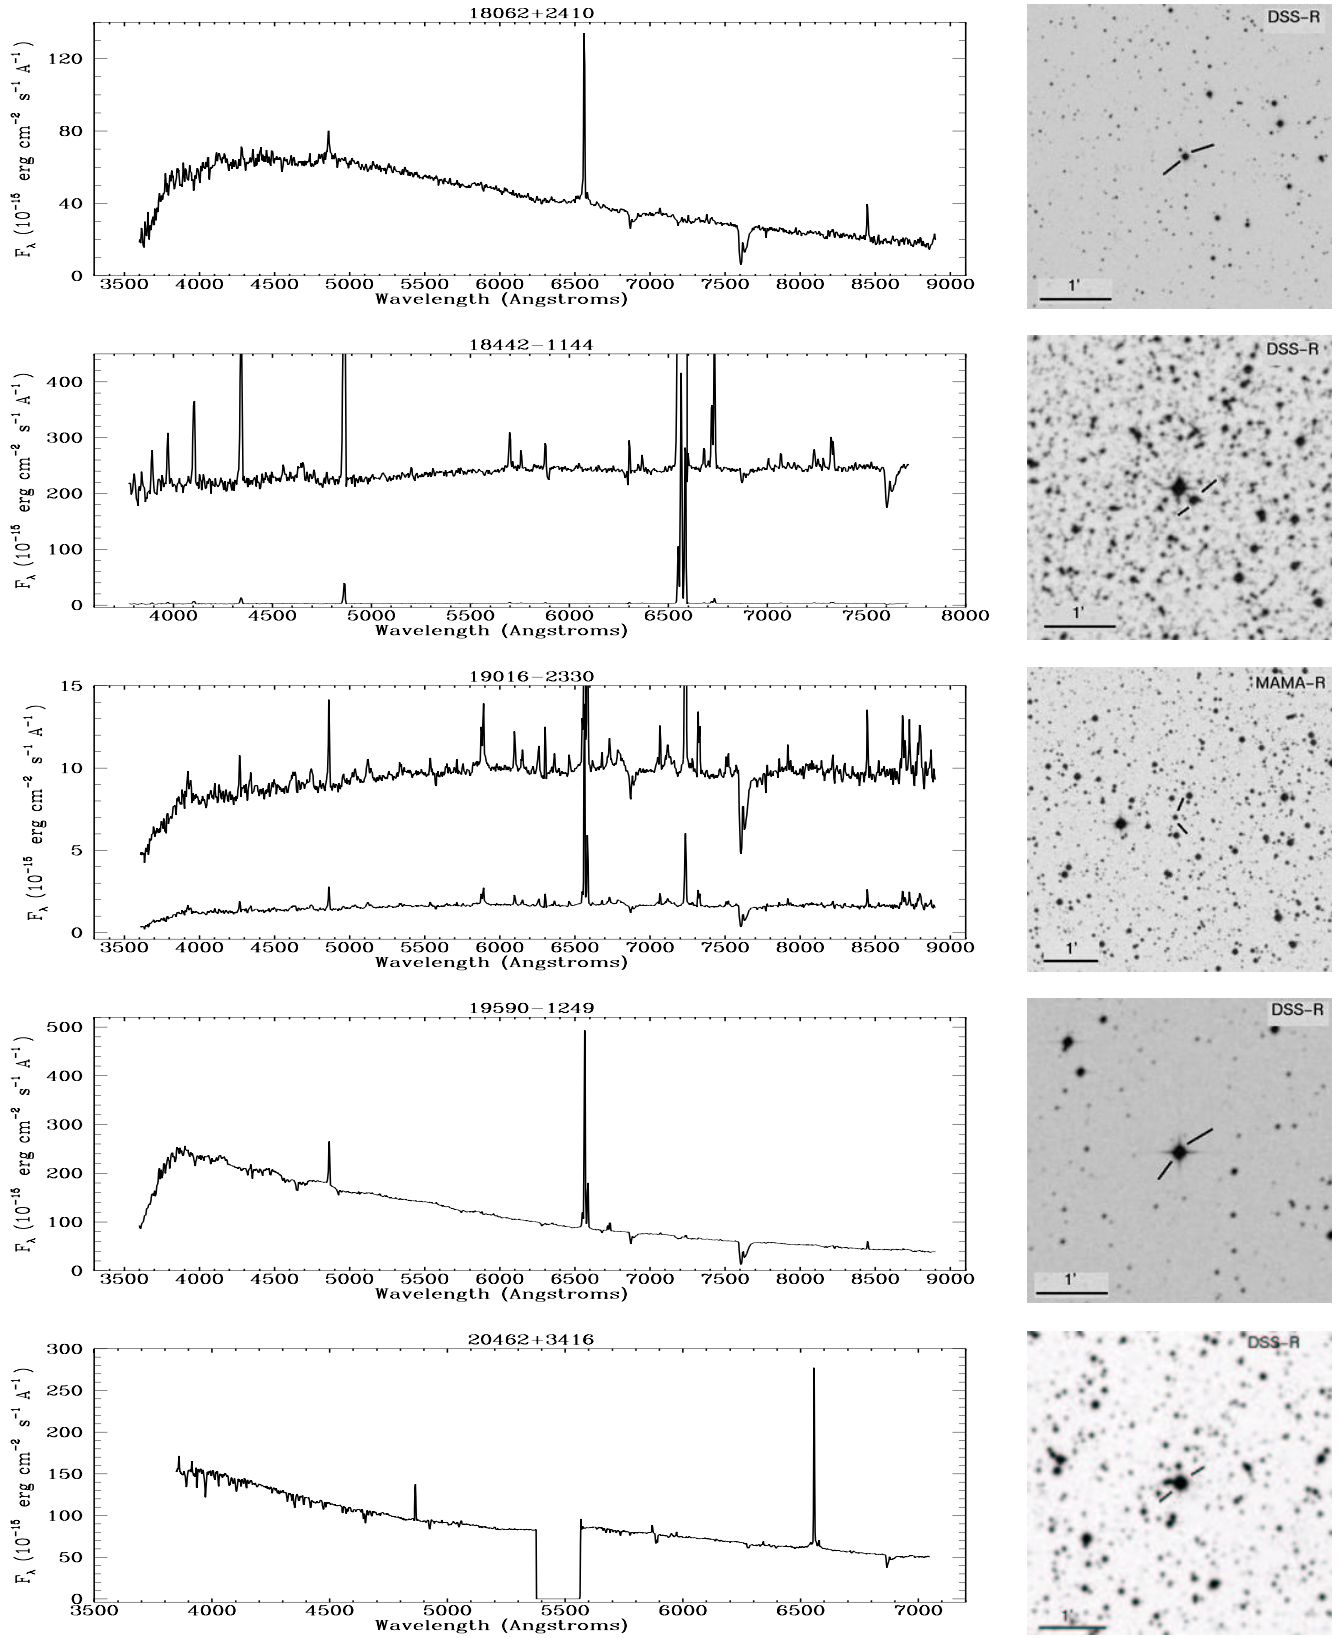 18062+2410
DSS-R
120
80
40
0
F_λ (10^-15 erg cm^-2 s^-1 A^-1)
3500 4000 4500 5000 5500 6000 6500 7000 7500 8000 8500 9000
Wavelength (Angstroms)
1'
18442-1144
DSS-R
400
300
200
100
0
F_λ (10^-15 erg cm^-2 s^-1 A^-1)
4000 4500 5000 5500 6000 6500 7000 7500 8000
Wavelength (Angstroms)
1'
19016-2330
MAMA-R
15
10
5
0
F_λ (10^-15 erg cm^-2 s^-1 A^-1)
3500 4000 4500 5000 5500 6000 6500 7000 7500 8000 8500 9000
Wavelength (Angstroms)
1'
19590-1249
DSS-R
500
400
300
200
100
0
F_λ (10^-15 erg cm^-2 s^-1 A^-1)
3500 4000 4500 5000 5500 6000 6500 7000 7500 8000 8500 9000
Wavelength (Angstroms)
1'
20462+3416
DSS-R
300
250
200
150
100
50
0
F_λ (10^-15 erg cm^-2 s^-1 A^-1)
3500 4000 4500 5000 5500 6000 6500 7000
Wavelength (Angstroms)
1'